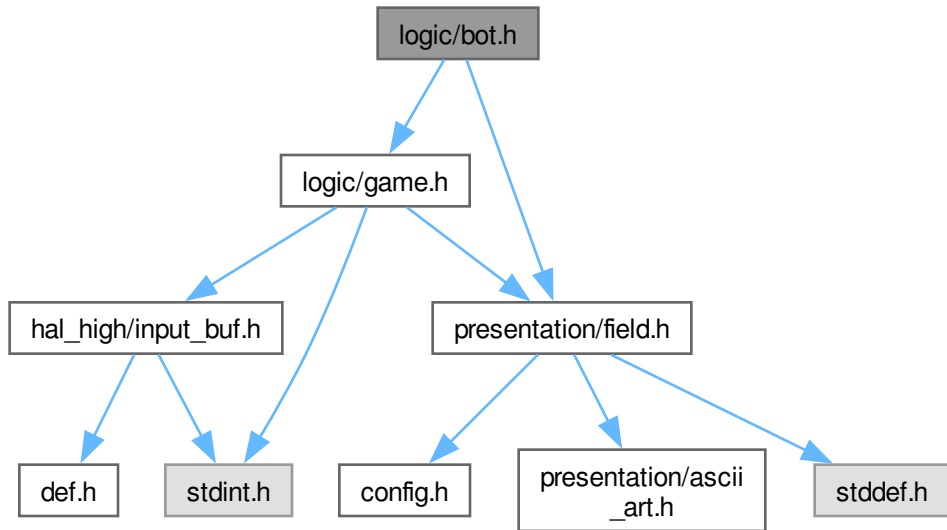 logic/bot.h
logic/game.h
hal_high/input_buf.h
presentation/field.h
def.h
stdint.h
config.h
presentation/ascii
_art.h
stddef.h